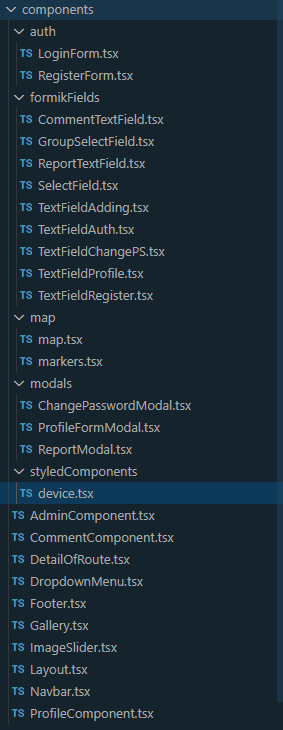 components
auth
TS LoginForm.tsx
TS RegisterForm.tsx
formikFields
TS CommentTextField.tsx
TS GroupSelectField.tsx
TS ReportTextField.tsx
TS SelectField.tsx
TS TextFieldAdding.tsx
TS TextFieldAuth.tsx
TS TextFieldChangePS.tsx
TS TextFieldProfile.tsx
TS TextFieldRegister.tsx
map
TS map.tsx
TS markers.tsx
modals
TS ChangePasswordModal.tsx
TS ProfileFormModal.tsx
TS ReportModal.tsx
styledComponents
TS device.tsx
TS AdminComponent.tsx
TS CommentComponent.tsx
TS DetailOfRoute.tsx
TS DropdownMenu.tsx
TS Footer.tsx
TS Gallery.tsx
TS ImageSlider.tsx
TS Layout.tsx
TS Navbar.tsx
TS ProfileComponent.tsx